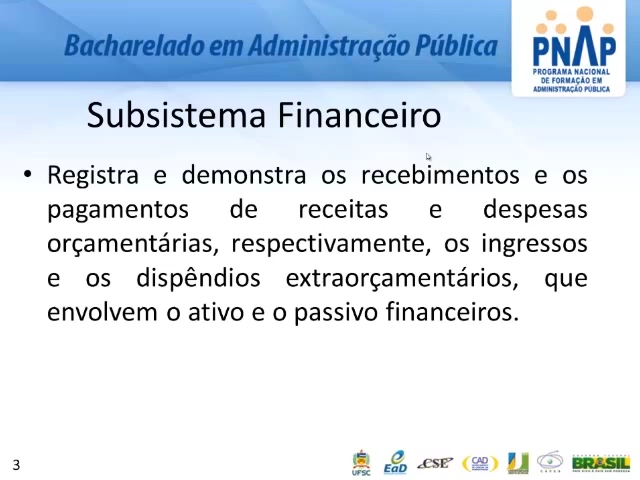 Bacharelado em Administração Pública
PNAP
PROGRAMA NACIONAL
DE FORMAÇÃO EM
ADMINISTRAÇÃO PÚBLICA
Subsistema Financeiro
• Registra e demonstra os recebimentos e os
pagamentos de receitas e despesas
orçamentárias, respectivamente, os ingressos
e os dispêndios extraorçamentários, que
envolvem o ativo e o passivo financeiros.
3
UFSC
EaD
CSE
CAD
CAPES
BRASIL